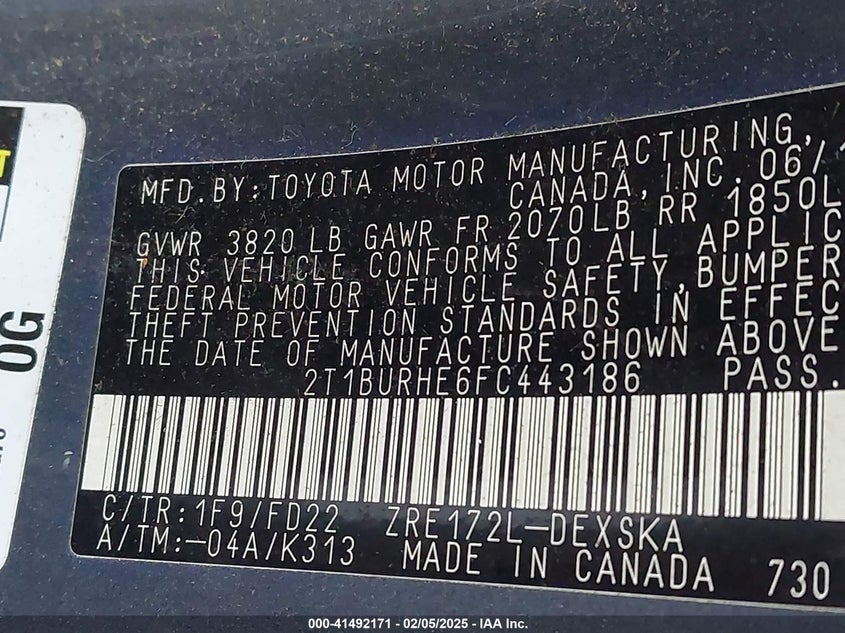 T
OG
MFD.BY:TOYOTA MOTOR MANUFACTURING,
CANADA, INC. 06/1
GVWR 3820 LB GAWR FR 2070LB RR 1850L
THIS VEHICLE CONFORMS TO ALL APPLIC
FEDERAL MOTOR VEHICLE SAFETY,BUMPER
THEFT PREVENTION STANDARDS IN EFFEC
THE DATE OF MANUFACTURE SHOWN ABOVE
2T1BURHE6FC443186 PASS.
C/TR:1F9/FD22 ZRE172L-DEXSKA
A/TM:-04A/K313 MADE IN CANADA 730
000-41492171 - 02/05/2025 - IAA Inc.